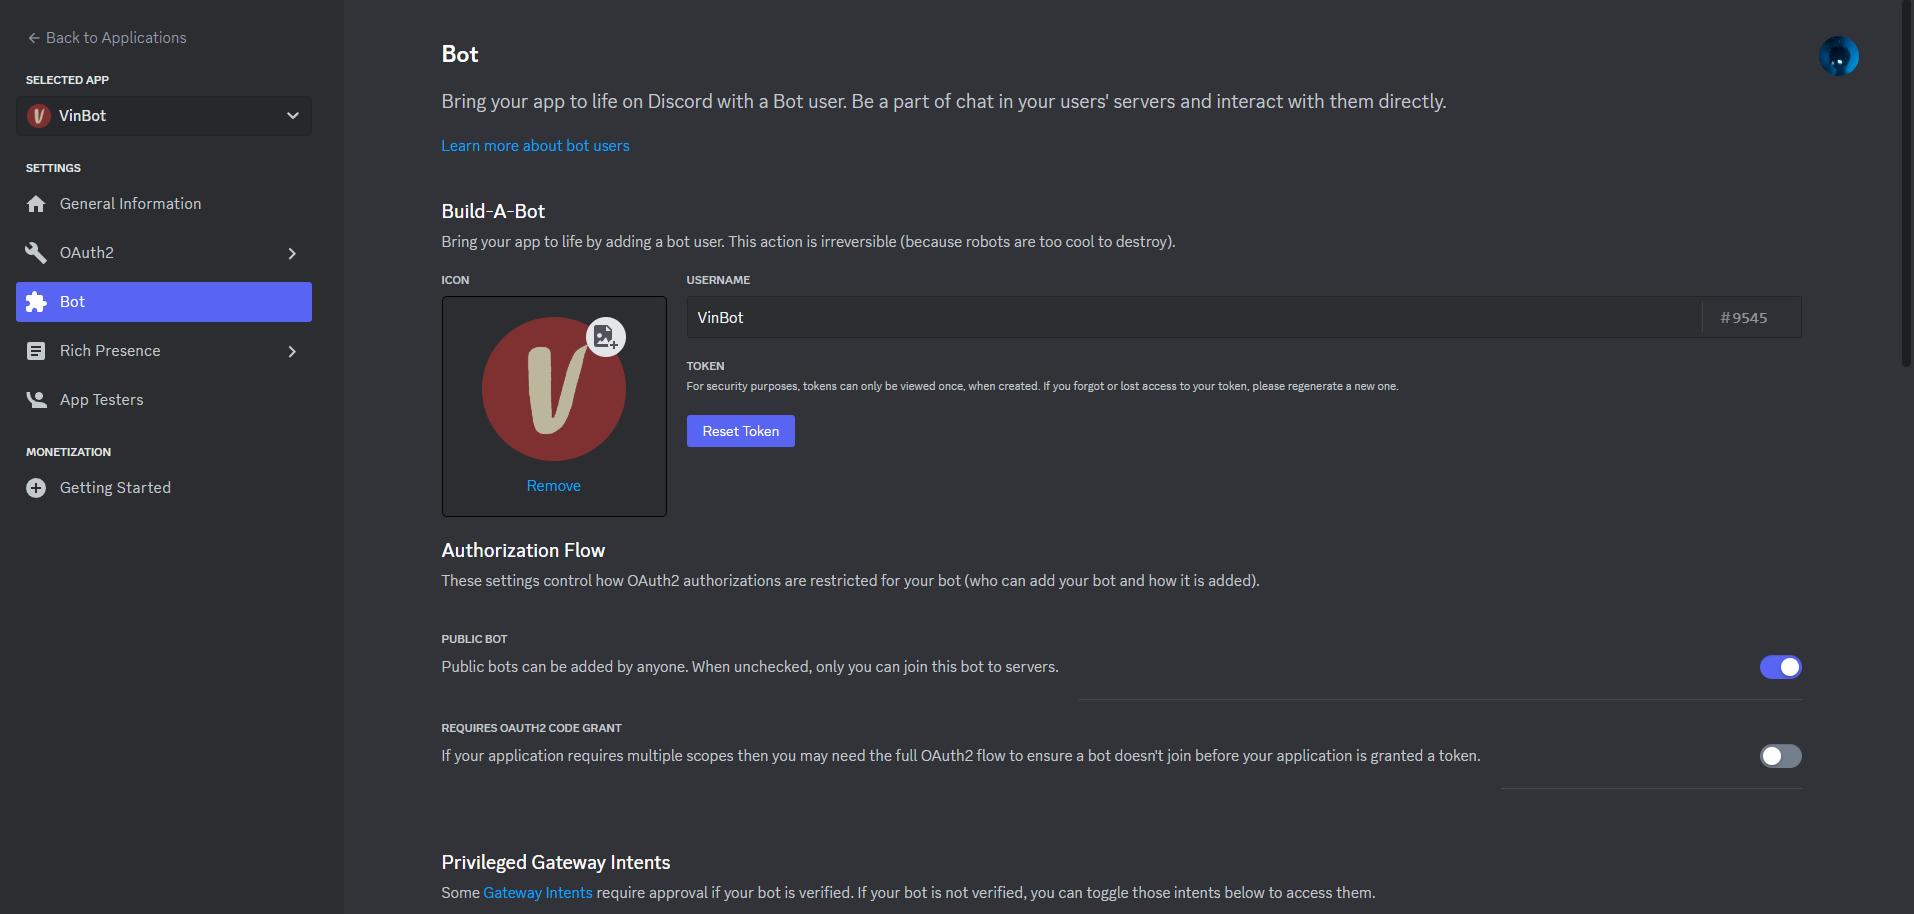 Back to Applications
SELECTED APP
VinBot
SETTINGS
General Information
OAuth2
Bot
Rich Presence
App Testers
MONETIZATION
Getting Started
Bot
Bring your app to life on Discord with a Bot user. Be a part of chat in your users' servers and interact with them directly.
Learn more about bot users
Build-A-Bot
Bring your app to life by adding a bot user. This action is irreversible (because robots are too cool to destroy).
ICON
V
Remove
USERNAME
VinBot
#9545
TOKEN
For security purposes, tokens can only be viewed once, when created. If you forgot or lost access to your token, please regenerate a new one.
Reset Token
Authorization Flow
These settings control how OAuth2 authorizations are restricted for your bot (who can add your bot and how it is added).
PUBLIC BOT
Public bots can be added by anyone. When unchecked, only you can join this bot to servers.
REQUIRES OAUTH2 CODE GRANT
If your application requires multiple scopes then you may need the full OAuth2 flow to ensure a bot doesn't join before your application is granted a token.
Privileged Gateway Intents
Some Gateway Intents require approval if your bot is verified. If your bot is not verified, you can toggle those intents below to access them.